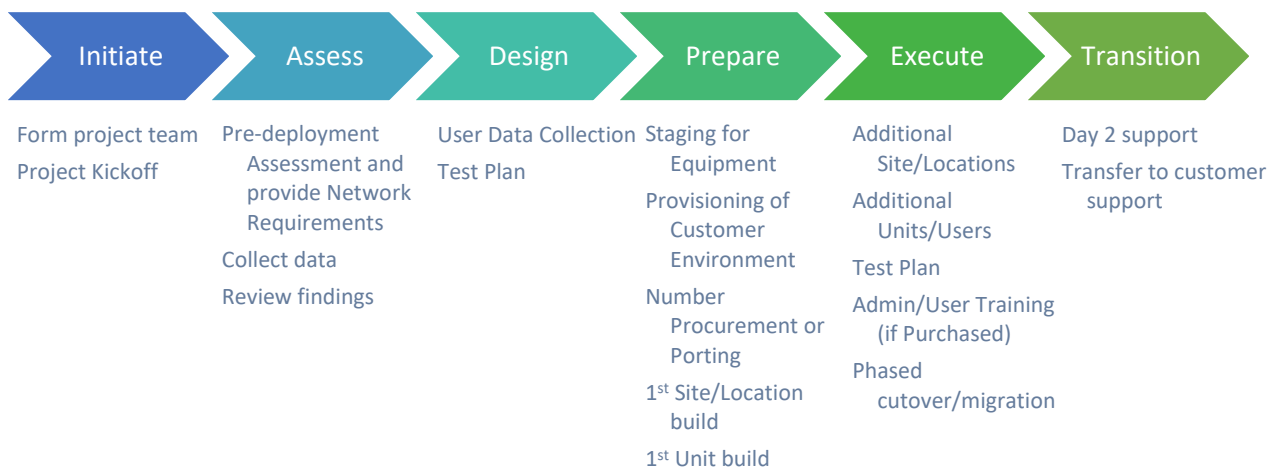 Initiate
Assess
Design
Prepare
Execute
Transition
Form project team
Project Kickoff
Pre-deployment
Assessment and
provide Network
Requirements
Collect data
Review findings
User Data Collection
Test Plan
Staging for
Equipment
Provisioning of
Customer
Environment
Number
Procurement or
Porting
1st Site/Location
build
1st Unit build
Additional
Site/Locations
Additional
Units/Users
Test Plan
Admin/User Training
(if Purchased)
Phased
cutover/migration
Day 2 support
Transfer to customer
support